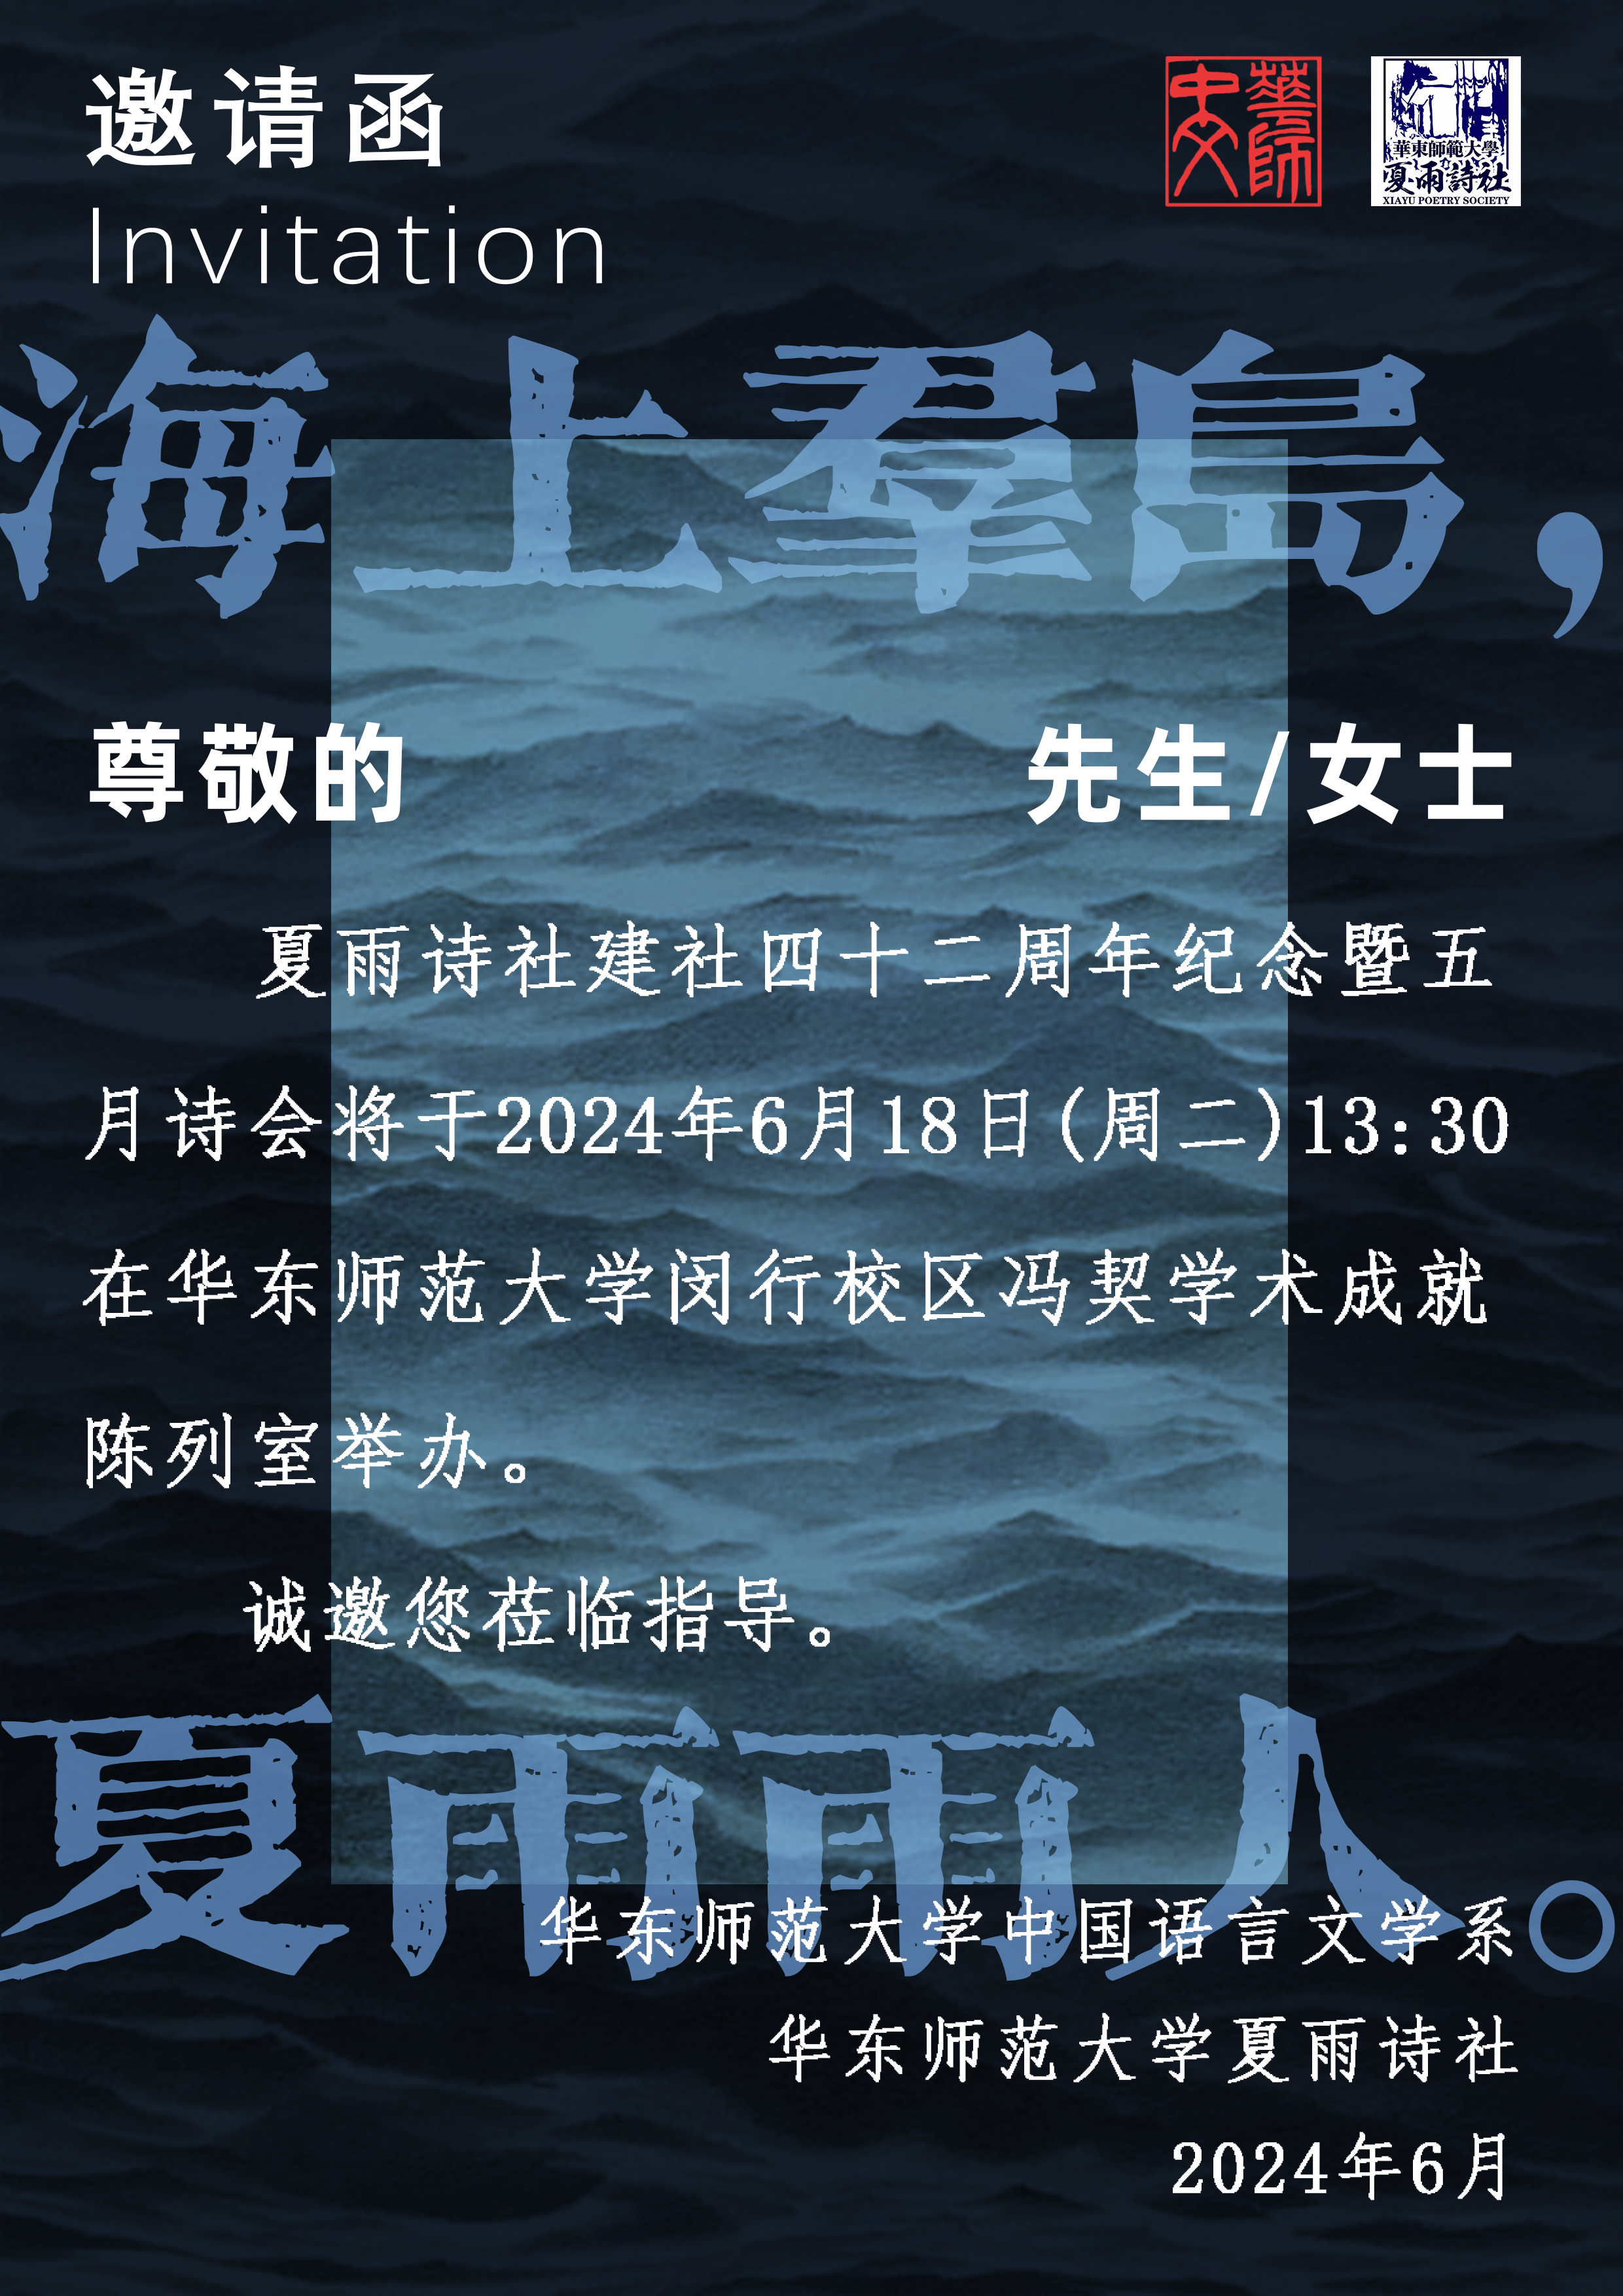 邀请函
Invitation
中文
華師
華東師範大學
夏雨詩社
XIAYU POETRY SOCIETY
海上羣島，
尊敬的 先生/女士
夏雨诗社建社四十二周年纪念暨五
月诗会将于2024年6月18日(周二)13:30
在华东师范大学闵行校区冯契学术成就
陈列室举办。
诚邀您莅临指导。
夏雨雨人。
华东师范大学中国语言文学系
华东师范大学夏雨诗社
2024年6月